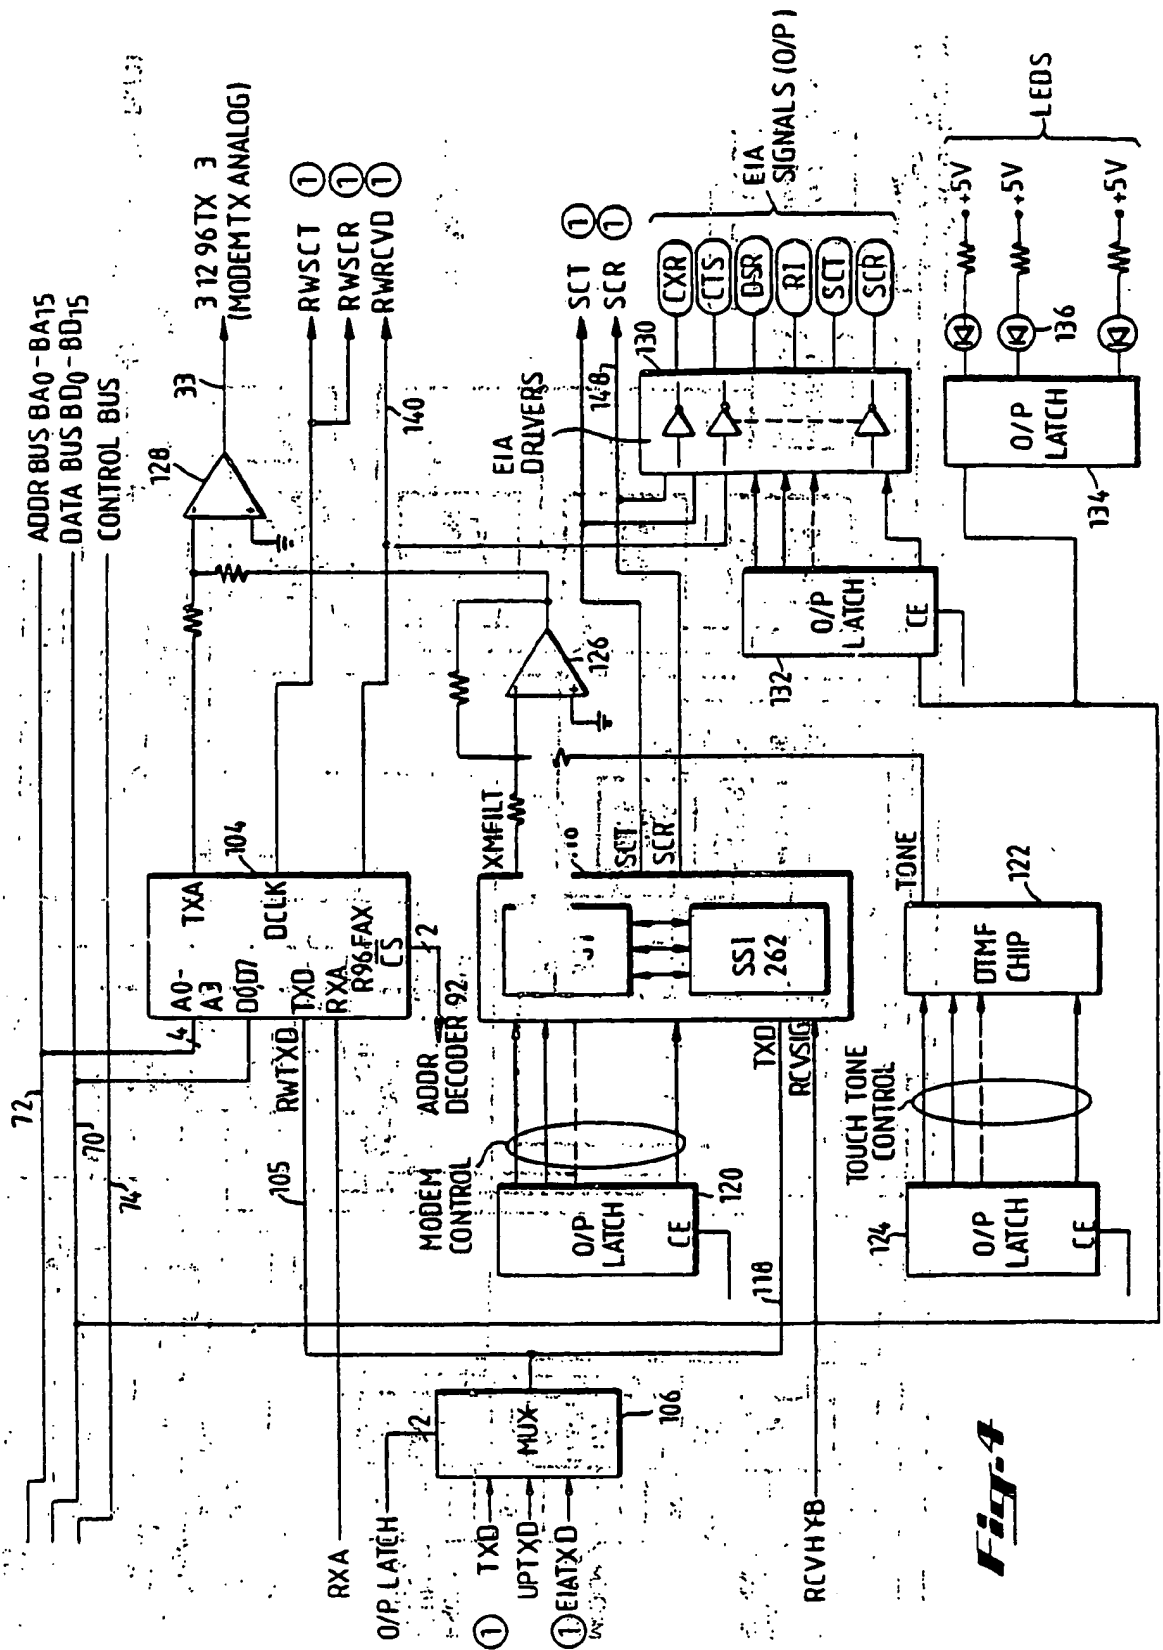 ADDR BUS BA0-BA15
DATA BUS BD0-BD15
CONTROL BUS
72
70
74
3 12 96TX 3
(MODEM TX ANALOG)
33
128
RWSCT ①
RWSCR ①
RWRCVD ①
140
104
TXA
DCLK
A0-
A3
D0,D7
TXD
RXA
R96FAX
CS
4
2
RWTXD
105
ADDR
DECODER 92
RXA
O/P LATCH
2
MUX
106
① TXD
UPTXD
① EIATXD
118
MODEM
CONTROL
O/P
LATCH
CE
120
XMFILT
SCT
SCR
SSI
262
TXD
RCVSIG
RCVHYB
126
SCT ①
SCR ①
148
130
EIA
DRIVERS
CXR
CTS
DSR
RI
SCT
SCR
EIA
SIGNALS (O/P)
O/P
LATCH
CE
132
O/P
LATCH
134
136
+5V
+5V
+5V
LEDS
TONE
DTMF
CHIP
122
TOUCH TONE
CONTROL
O/P
LATCH
CE
124
Fig.4